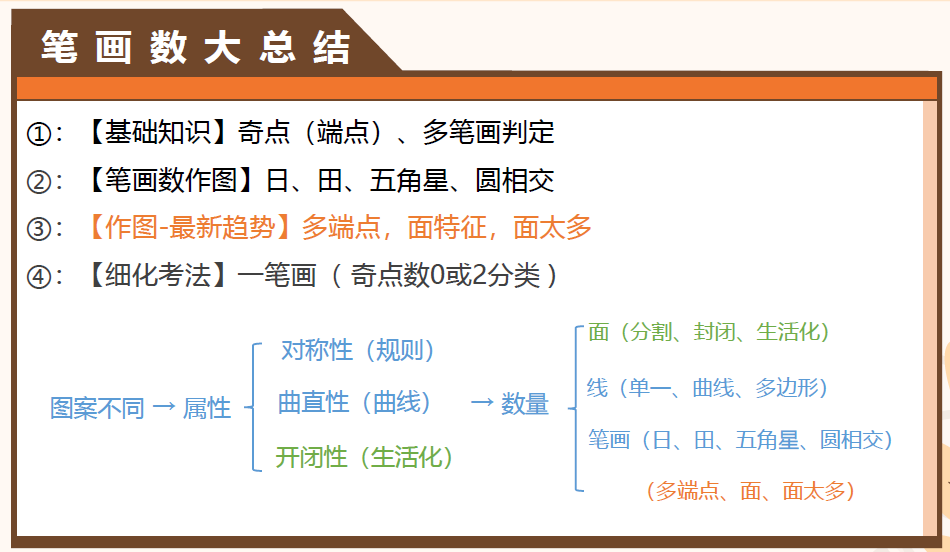 笔画数大总结
①：【基础知识】奇点（端点）、多笔画判定
②：【笔画数作图】日、田、五角星、圆相交
③：【作图-最新趋势】多端点，面特征，面太多
④：【细化考法】一笔画（ 奇点数0或2分类 ）
图案不同 → 属性
对称性（规则）
曲直性（曲线）
开闭性（生活化）
→ 数量
面（分割、封闭、生活化）
线（单一、曲线、多边形）
笔画（日、田、五角星、圆相交）
（多端点、面、面太多）